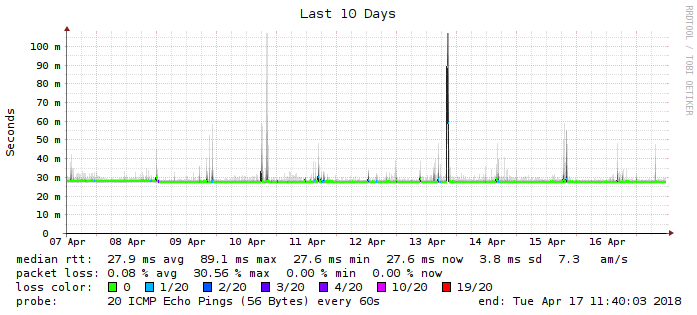 Last 10 Days
RRDTOOL / TOBI OETIKER
Seconds
100 m
90 m
80 m
70 m
60 m
50 m
40 m
30 m
20 m
10 m
0
07 Apr 08 Apr 09 Apr 10 Apr 11 Apr 12 Apr 13 Apr 14 Apr 15 Apr 16 Apr
median rtt: 27.9 ms avg 89.1 ms max 27.6 ms min 27.6 ms now 3.8 ms sd 7.3 am/s
packet loss: 0.08 % avg 30.56 % max 0.00 % min 0.00 % now
loss color: 0 1/20 2/20 3/20 4/20 10/20 19/20
probe: 20 ICMP Echo Pings (56 Bytes) every 60s end: Tue Apr 17 11:40:03 2018